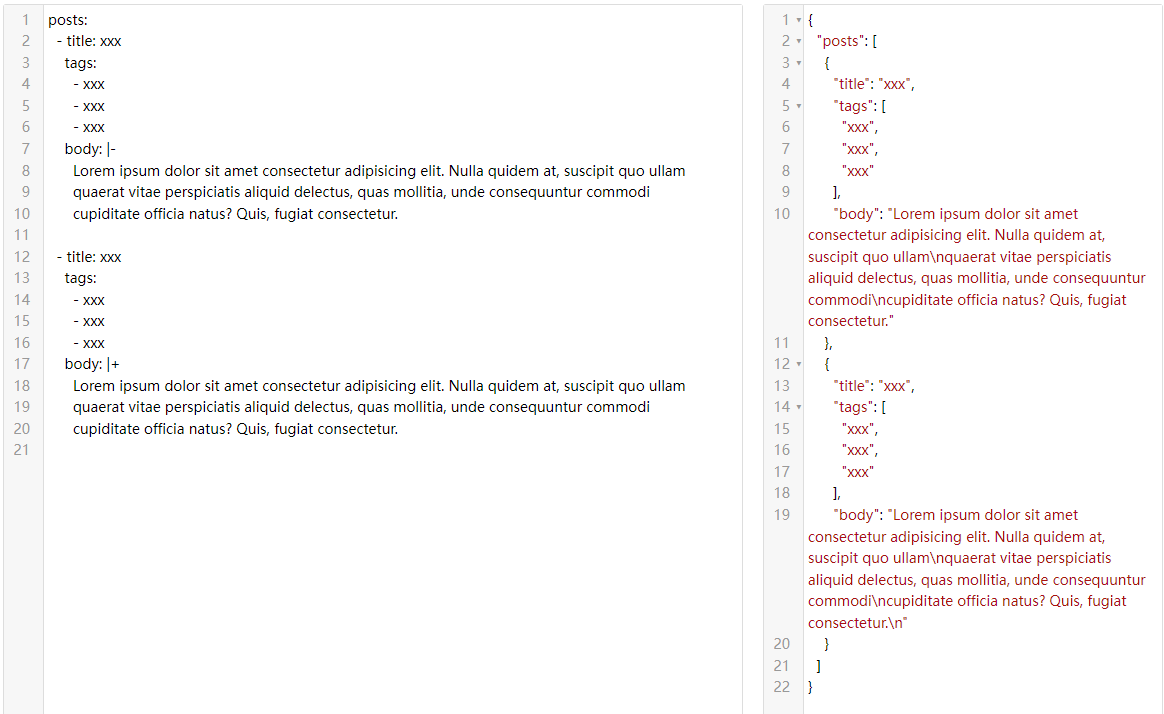 1 posts:
2   - title: xxx
3     tags:
4       - xxx
5       - xxx
6       - xxx
7     body: |-
8       Lorem ipsum dolor sit amet consectetur adipisicing elit. Nulla quidem at, suscipit quo ullam
9       quaerat vitae perspiciatis aliquid delectus, quas mollitia, unde consequuntur commodi
10       cupiditate officia natus? Quis, fugiat consectetur.
11
12   - title: xxx
13     tags:
14       - xxx
15       - xxx
16       - xxx
17     body: |+
18       Lorem ipsum dolor sit amet consectetur adipisicing elit. Nulla quidem at, suscipit quo ullam
19       quaerat vitae perspiciatis aliquid delectus, quas mollitia, unde consequuntur commodi
20       cupiditate officia natus? Quis, fugiat consectetur.
21
1 {
2   "posts": [
3     {
4       "title": "xxx",
5       "tags": [
6         "xxx",
7         "xxx",
8         "xxx"
9       ],
10       "body": "Lorem ipsum dolor sit amet
consectetur adipisicing elit. Nulla quidem at,
suscipit quo ullam\nquaerat vitae perspiciatis
aliquid delectus, quas mollitia, unde consequuntur
commodi\ncupiditate officia natus? Quis, fugiat
consectetur."
11     },
12     {
13       "title": "xxx",
14       "tags": [
15         "xxx",
16         "xxx",
17         "xxx"
18       ],
19       "body": "Lorem ipsum dolor sit amet
consectetur adipisicing elit. Nulla quidem at,
suscipit quo ullam\nquaerat vitae perspiciatis
aliquid delectus, quas mollitia, unde consequuntur
commodi\ncupiditate officia natus? Quis, fugiat
consectetur.\n"
20     }
21   ]
22 }